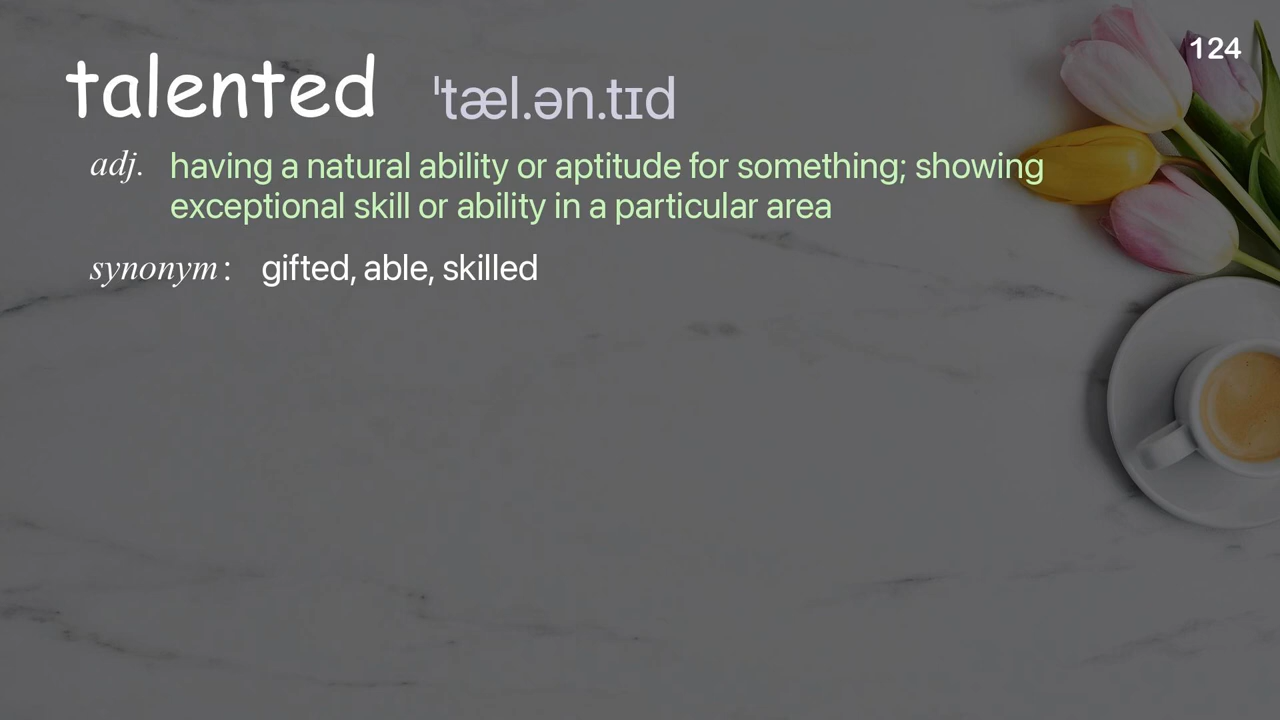 124
talented ˈtæl.ən.tɪd
adj. having a natural ability or aptitude for something; showing
exceptional skill or ability in a particular area
synonym: gifted, able, skilled